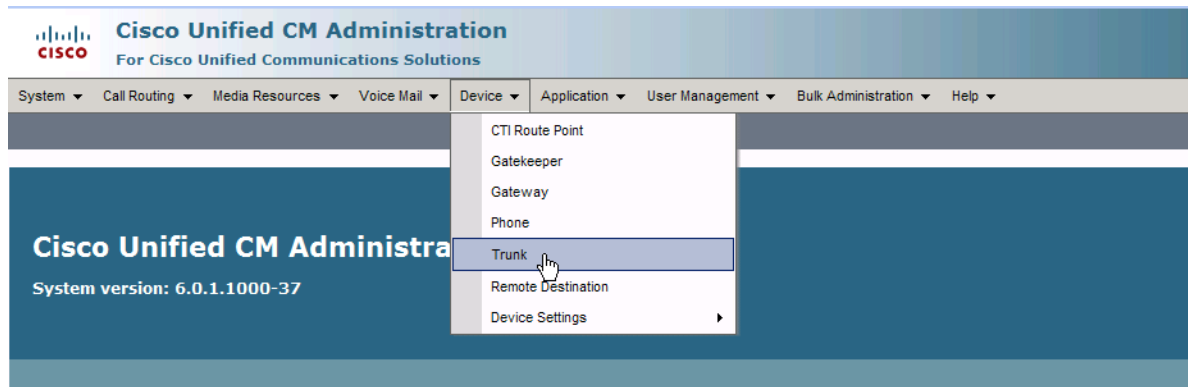 CISCO
Cisco Unified CM Administration
For Cisco Unified Communications Solutions
System Call Routing Media Resources Voice Mail Device Application User Management Bulk Administration Help
CTI Route Point
Gatekeeper
Gateway
Phone
Trunk
Remote Destination
Device Settings
Cisco Unified CM Administra
System version: 6.0.1.1000-37